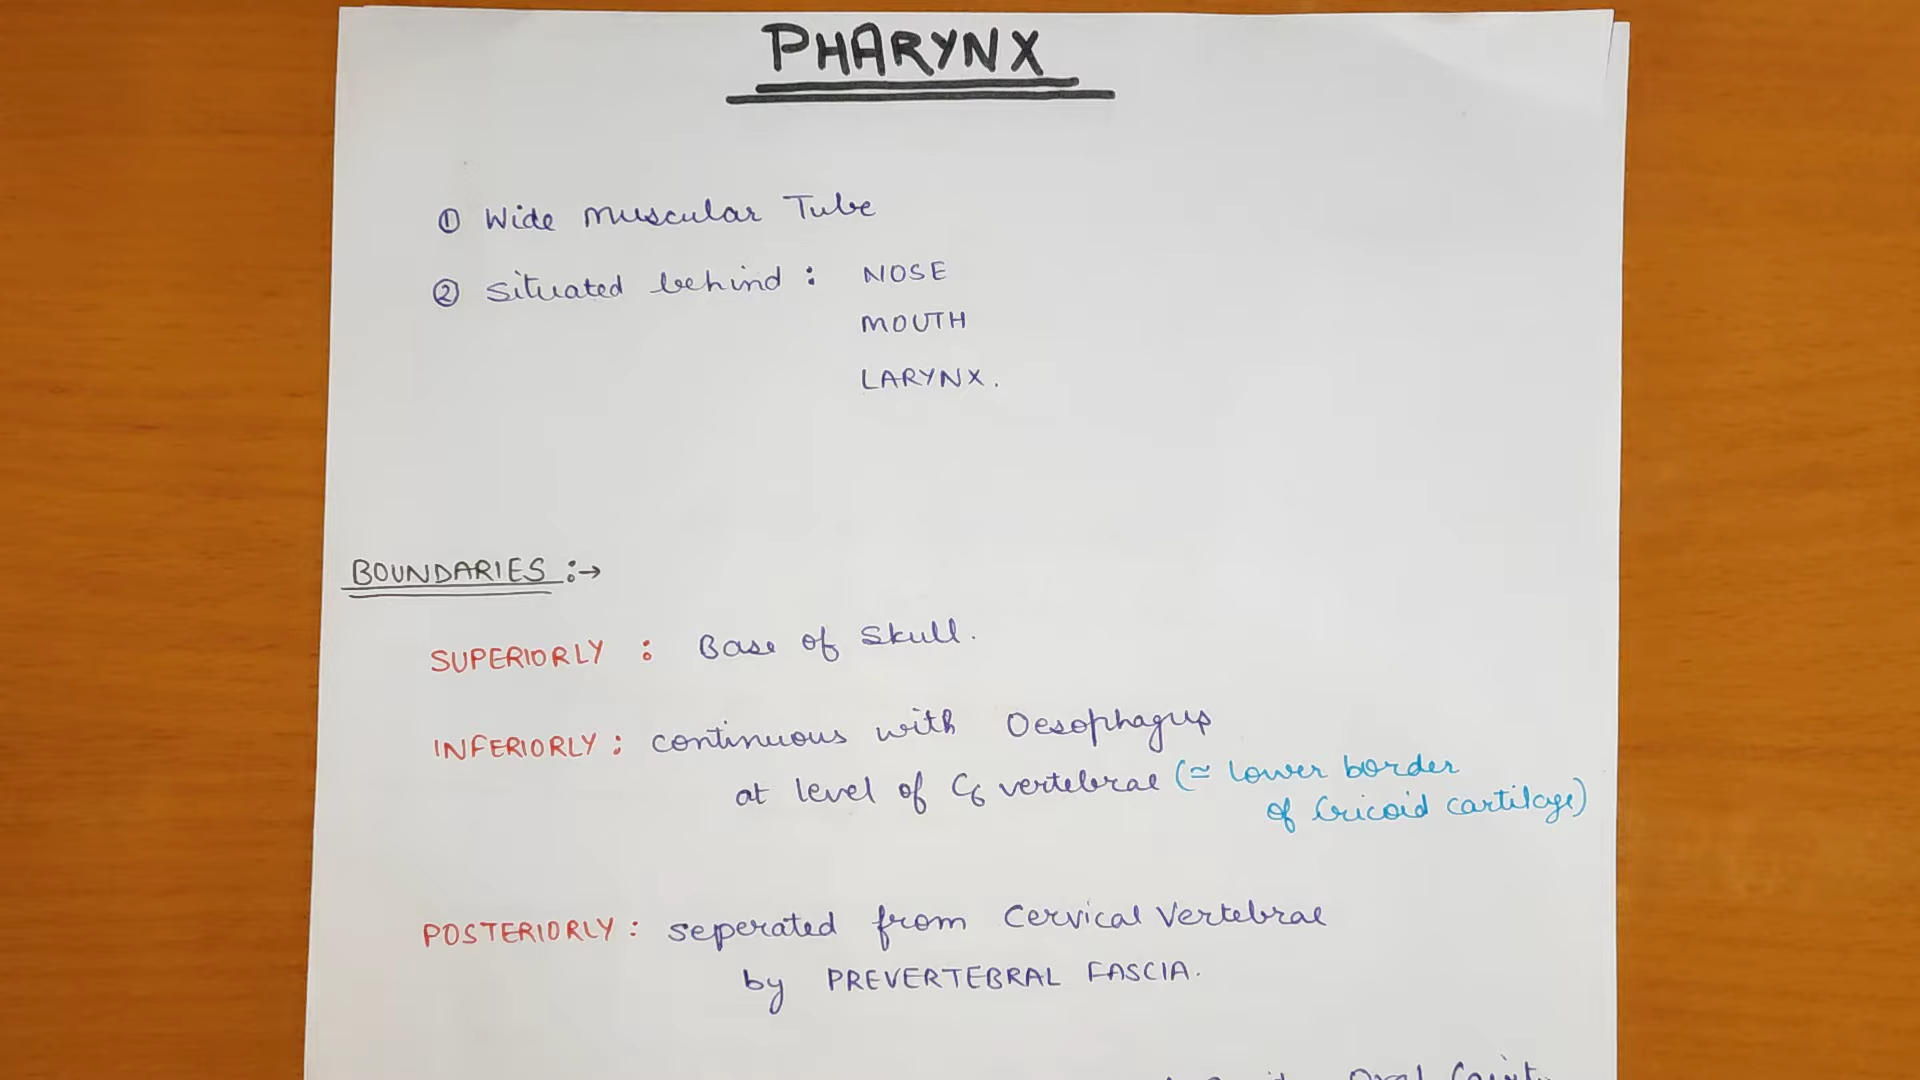 PHARYNX
① Wide Muscular Tube
② Situated behind : NOSE
MOUTH
LARYNX.
BOUNDARIES :→
SUPERIORLY : Base of Skull.
INFERIORLY : continuous with Oesophagus
at level of C6 vertebrae (≃ lower border
of Cricoid cartilage)
POSTERIORLY : seperated from Cervical Vertebrae
by PREVERTEBRAL FASCIA.
Oral